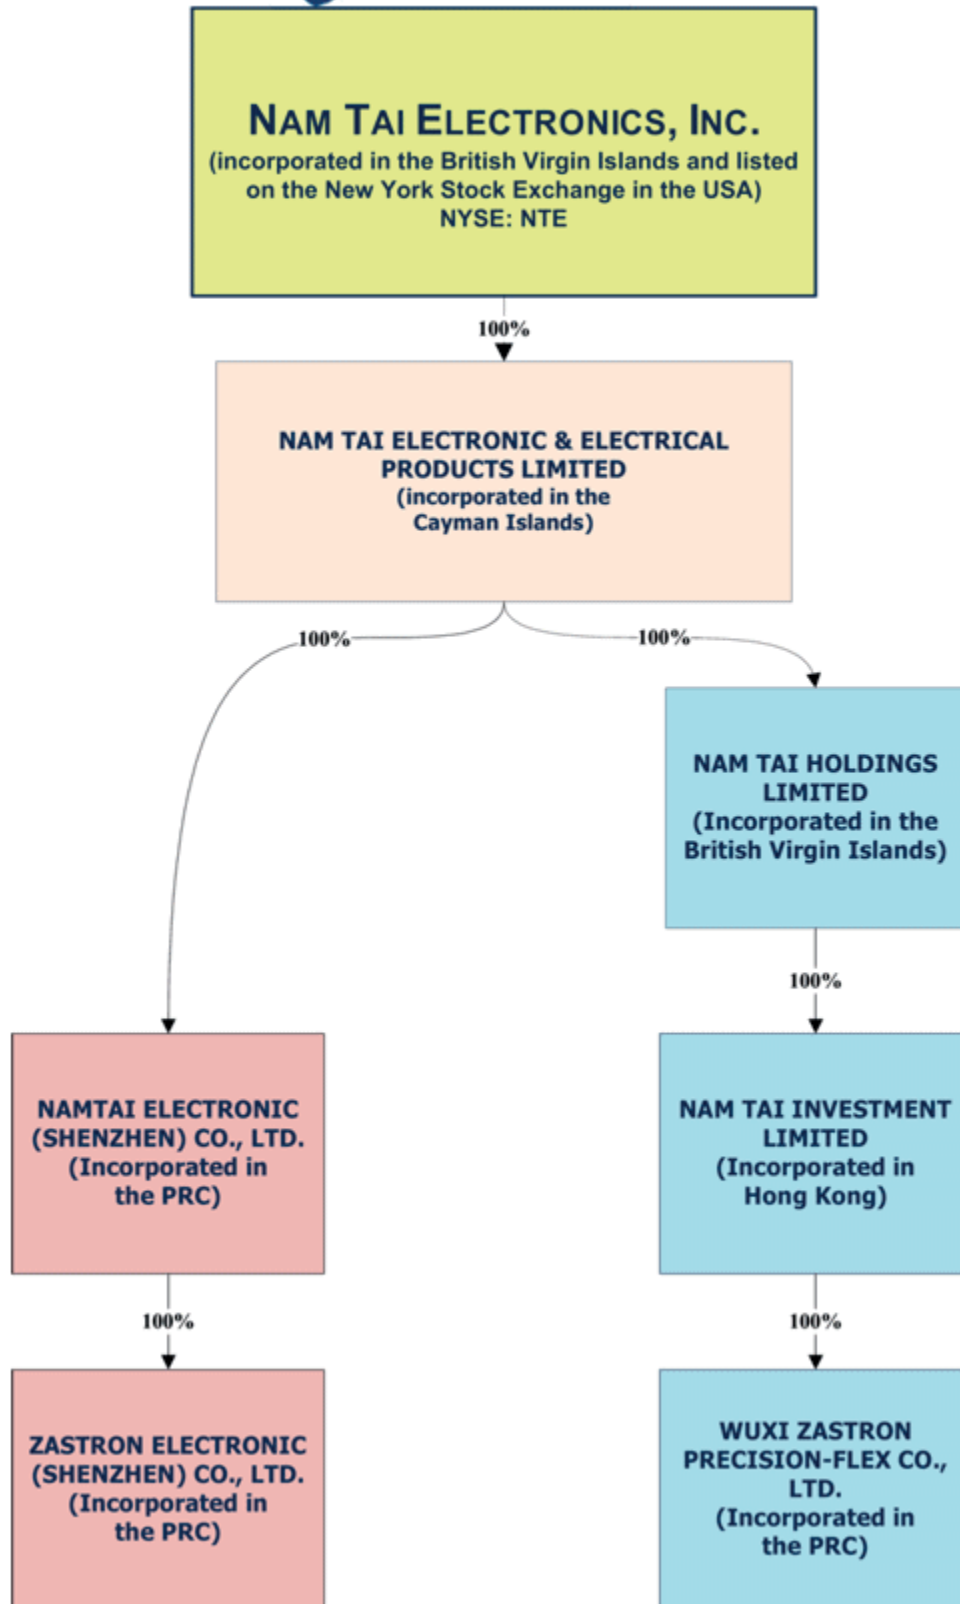 NAM TAI ELECTRONICS, INC.
(incorporated in the British Virgin Islands and listed
on the New York Stock Exchange in the USA)
NYSE: NTE
100%
NAM TAI ELECTRONIC & ELECTRICAL
PRODUCTS LIMITED
(incorporated in the
Cayman Islands)
100%
100%
NAM TAI HOLDINGS
LIMITED
(Incorporated in the
British Virgin Islands)
100%
NAMTAI ELECTRONIC
(SHENZHEN) CO., LTD.
(Incorporated in
the PRC)
NAM TAI INVESTMENT
LIMITED
(Incorporated in
Hong Kong)
100%
100%
ZASTRON ELECTRONIC
(SHENZHEN) CO., LTD.
(Incorporated in
the PRC)
WUXI ZASTRON
PRECISION-FLEX CO.,
LTD.
(Incorporated in
the PRC)